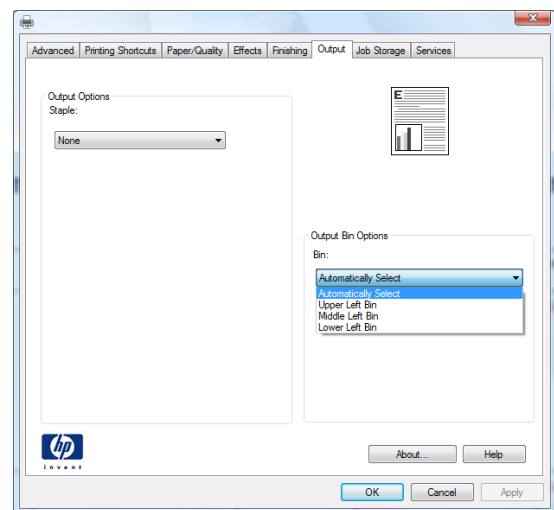 Advanced Printing Shortcuts Paper/Quality Effects Finishing Output Job Storage Services
Output Options
Staple:
None
E
Output Bin Options
Bin:
Automatically Select
Automatically Select
Upper Left Bin
Middle Left Bin
Lower Left Bin
hp
invent
About... Help
OK Cancel Apply